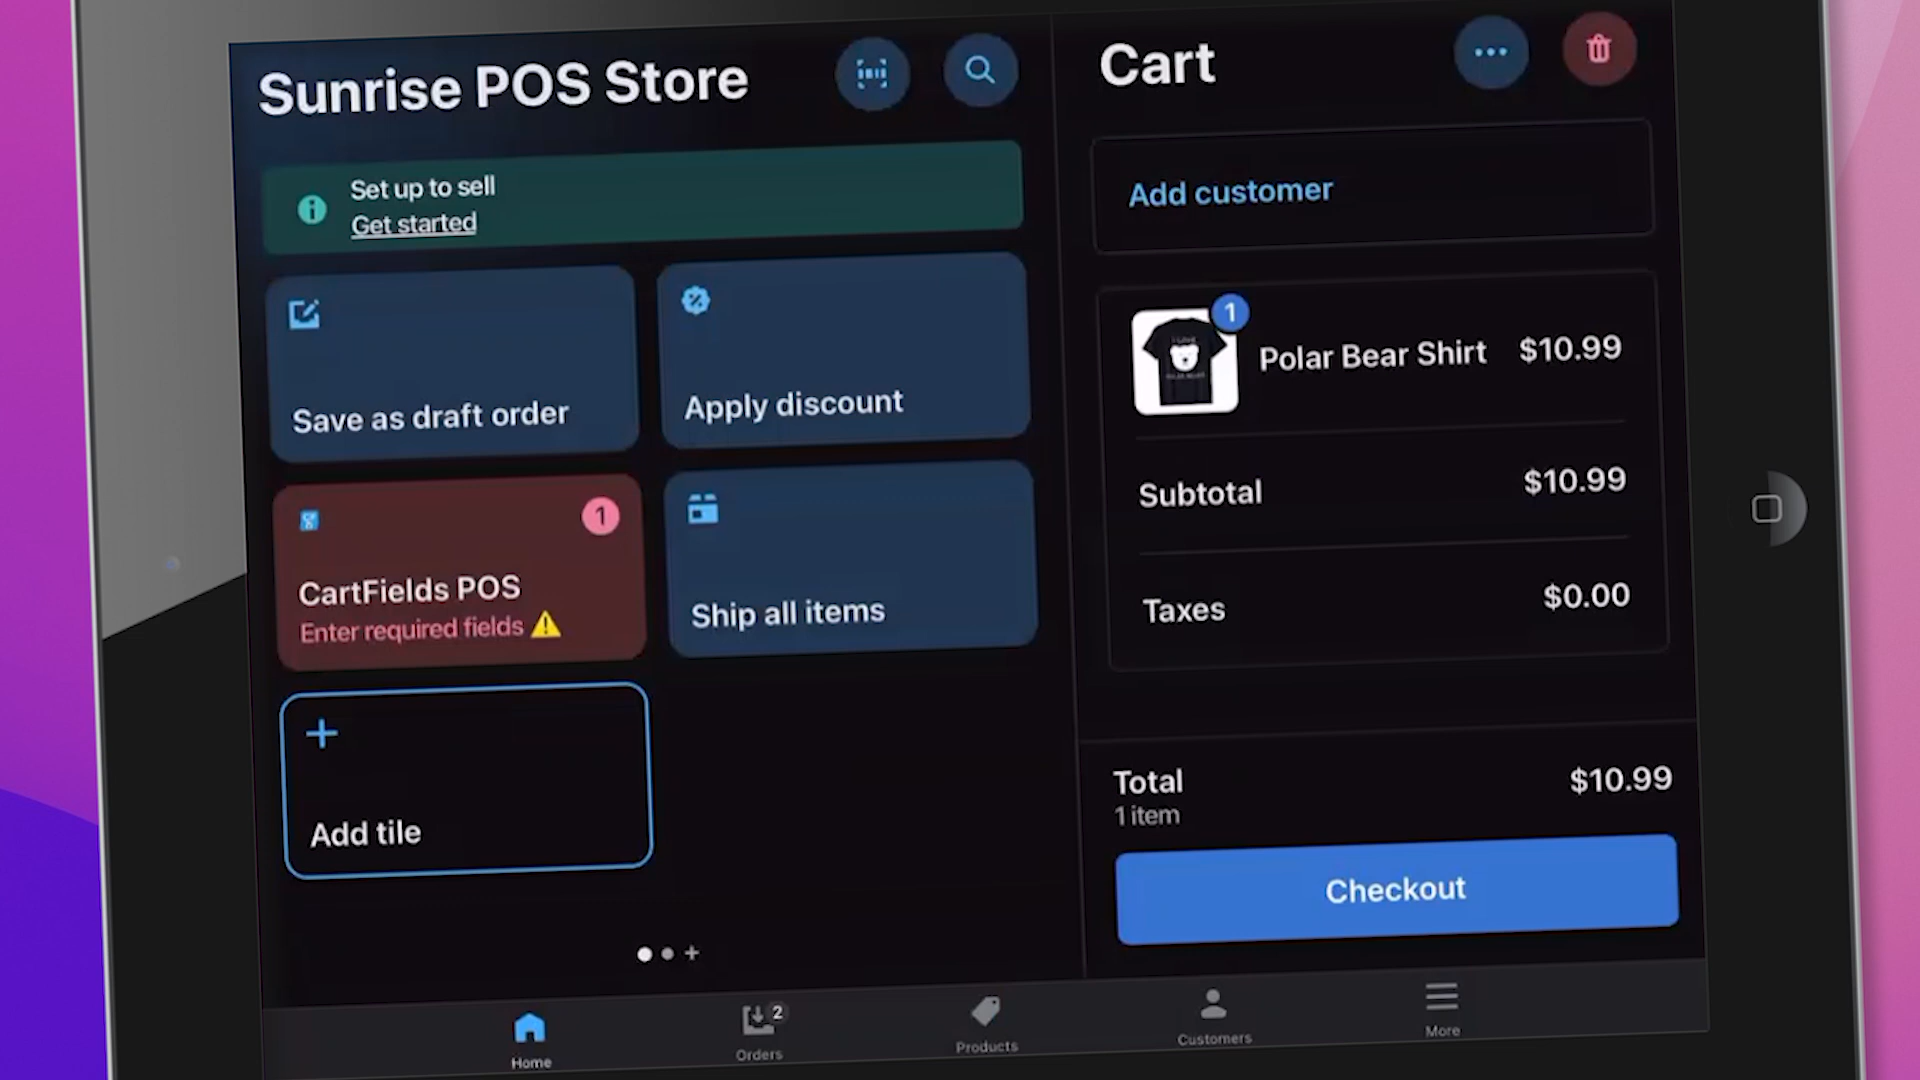 Sunrise POS Store
Set up to sell
Get started
Save as draft order
Apply discount
1
CartFields POS
Enter required fields
Ship all items
Add tile
Cart
Add customer
1
Polar Bear Shirt $10.99
Subtotal $10.99
Taxes $0.00
Total $10.99
1 item
Checkout
Home
2
Orders
Products
Customers
More